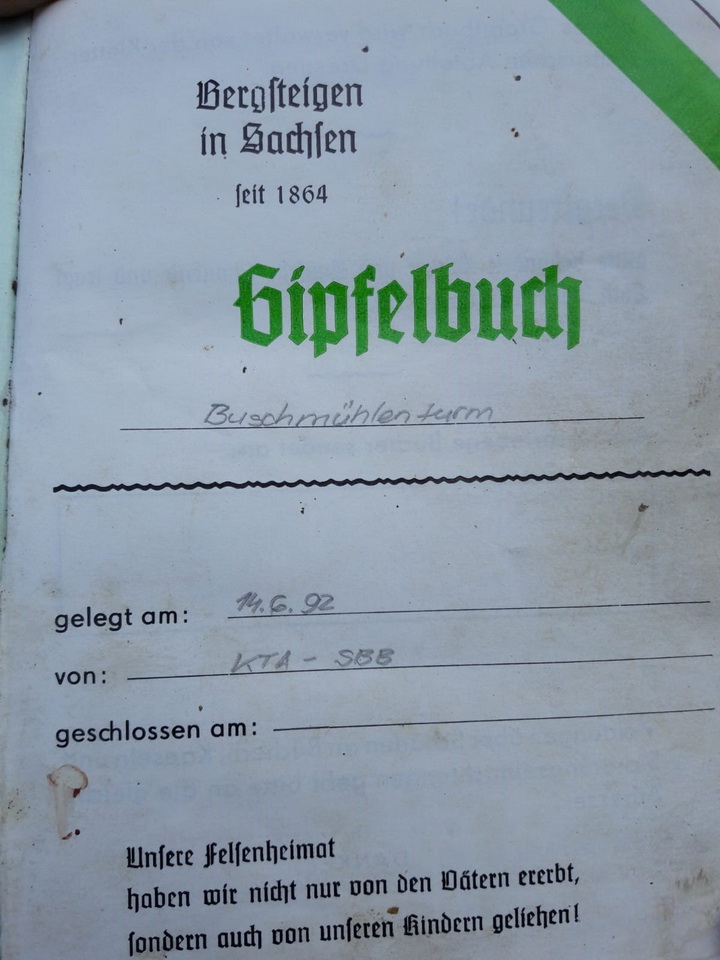 Bergsteigen
in Sachsen
seit 1864
Gipfelbuch
Buschmühlenturm
gelegt am: 14.6.92
von: KTA - SBB
geschlossen am:
Unsere Felsenheimat
haben wir nicht nur von den Vätern ererbt,
sondern auch von unseren Kindern geliehen!